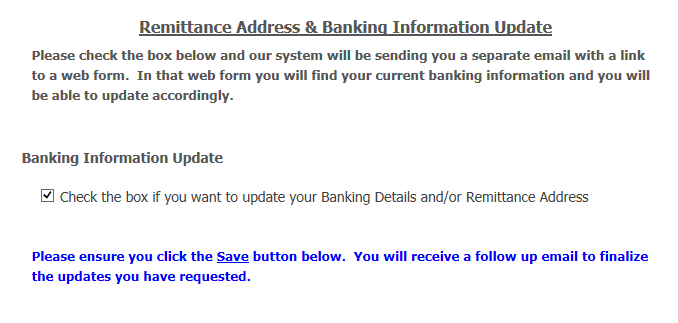 Remittance Address & Banking Information Update
Please check the box below and our system will be sending you a separate email with a link
to a web form.  In that web form you will find your current banking information and you will
be able to update accordingly.
Banking Information Update
Check the box if you want to update your Banking Details and/or Remittance Address
Please ensure you click the Save button below.  You will receive a follow up email to finalize
the updates you have requested.